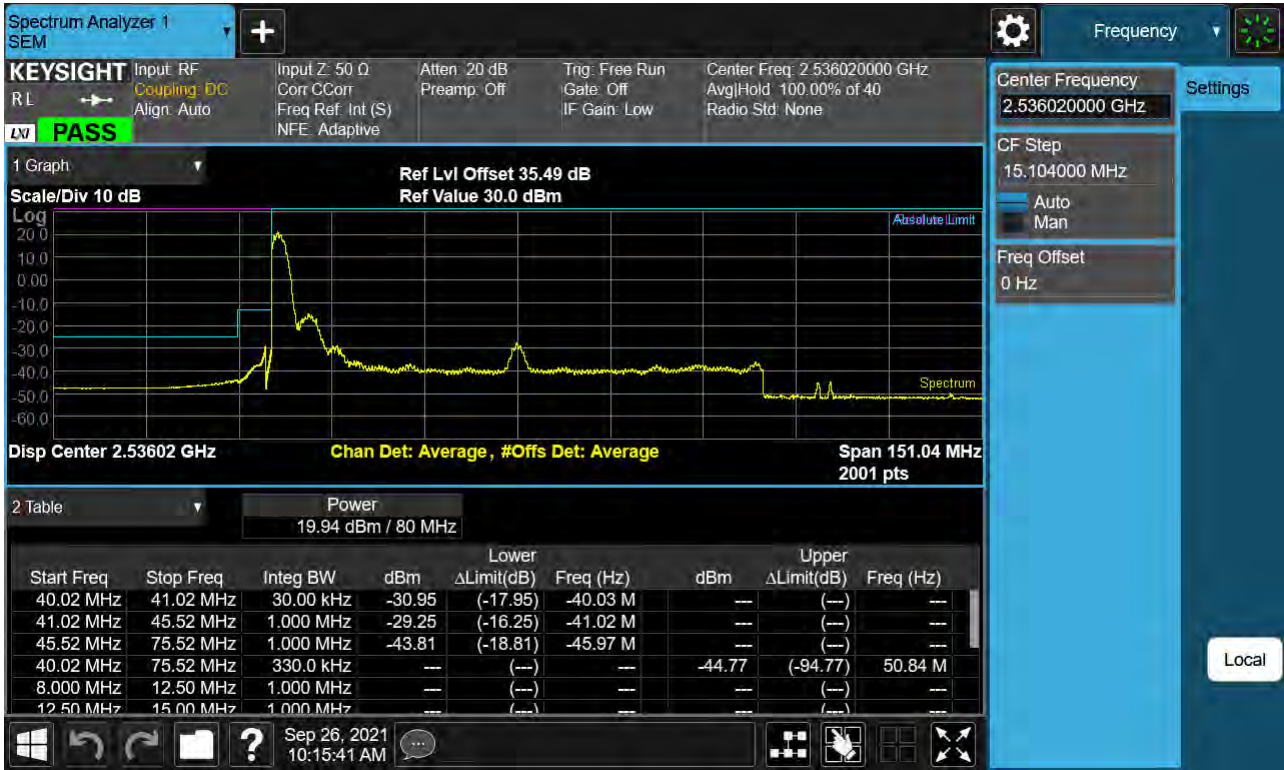 Spectrum Analyzer 1
SEM
Frequency
KEYSIGHT
RL
LXI PASS
Input: RF
Coupling: DC
Align: Auto
Input Z: 50 Ω
Corr CCorr
Freq Ref: Int (S)
NFE: Adaptive
Atten: 20 dB
Preamp: Off
Trig: Free Run
Gate: Off
IF Gain: Low
Center Freq: 2.536020000 GHz
Avg|Hold: 100.00% of 40
Radio Std: None
Center Frequency
2.536020000 GHz
Settings
CF Step
15.104000 MHz
Auto
Man
Freq Offset
0 Hz
1 Graph
Scale/Div 10 dB
Ref Lvl Offset 35.49 dB
Ref Value 30.0 dBm
Log
Absolute Limit
20.0
10.0
0.00
-10.0
-20.0
-30.0
-40.0
-50.0
-60.0
Spectrum
Disp Center 2.53602 GHz
Chan Det: Average, #Offs Det: Average
Span 151.04 MHz
2001 pts
2 Table
Power
19.94 dBm / 80 MHz
Lower Upper
Start Freq Stop Freq Integ BW dBm ΔLimit(dB) Freq (Hz) dBm ΔLimit(dB) Freq (Hz)
40.02 MHz 41.02 MHz 30.00 kHz -30.95 (-17.95) -40.03 M --- (---) ---
41.02 MHz 45.52 MHz 1.000 MHz -29.25 (-16.25) -41.02 M --- (---) ---
45.52 MHz 75.52 MHz 1.000 MHz -43.81 (-18.81) -45.97 M --- (---) ---
40.02 MHz 75.52 MHz 330.0 kHz --- (---) --- -44.77 (-94.77) 50.84 M
8.000 MHz 12.50 MHz 1.000 MHz --- (---) --- --- (---) ---
12.50 MHz 15.00 MHz 1.000 MHz --- (---) --- --- (---) ---
Local
? Sep 26, 2021
10:15:41 AM